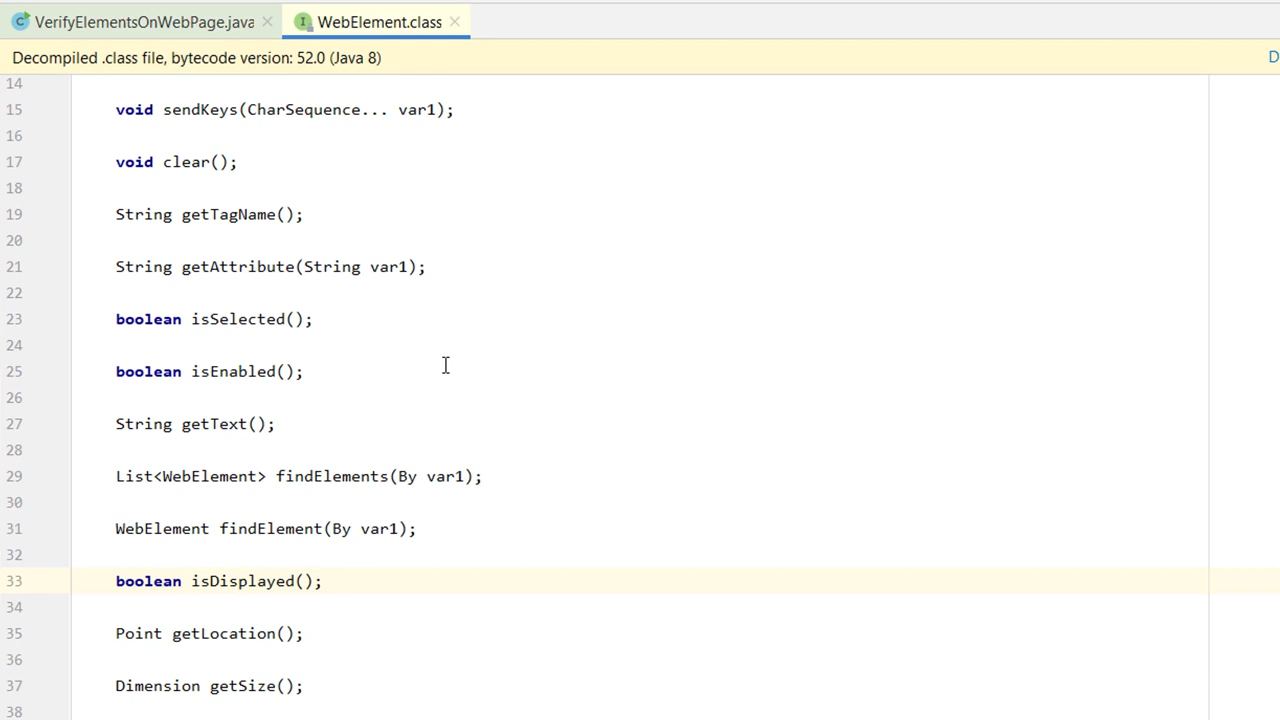 VerifyElementsOnWebPage.java
WebElement.class
Decompiled .class file, bytecode version: 52.0 (Java 8)
D
14
15 void sendKeys(CharSequence... var1);
16
17 void clear();
18
19 String getTagName();
20
21 String getAttribute(String var1);
22
23 boolean isSelected();
24
25 boolean isEnabled();
26
27 String getText();
28
29 List<WebElement> findElements(By var1);
30
31 WebElement findElement(By var1);
32
33 boolean isDisplayed();
34
35 Point getLocation();
36
37 Dimension getSize();
38